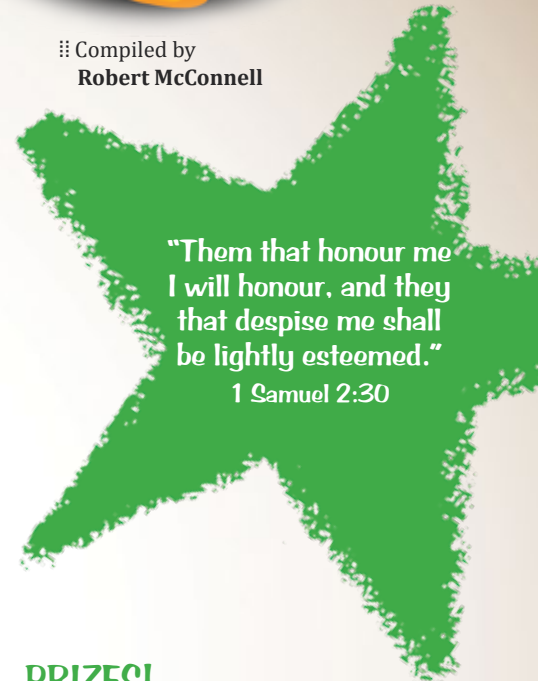 ⁞⁞ Compiled by
Robert McConnell
“Them that honour me
I will honour, and they
that despise me shall
be lightly esteemed.”
1 Samuel 2:30
PRIZES!